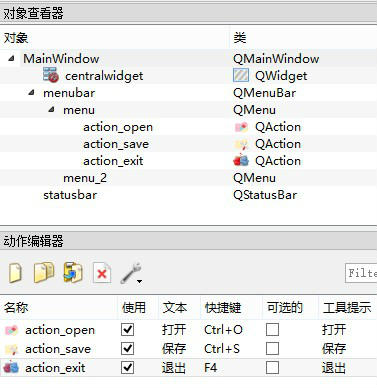 对象查看器
对象 类
MainWindow QMainWindow
centralwidget QWidget
menubar QMenuBar
menu QMenu
action_open QAction
action_save QAction
action_exit QAction
menu_2 QMenu
statusbar QStatusBar
动作编辑器
Filte
名称 使用 文本 快捷键 可选的 工具提示
action_open 打开 Ctrl+O 打开
action_save 保存 Ctrl+S 保存
action_exit 退出 F4 退出